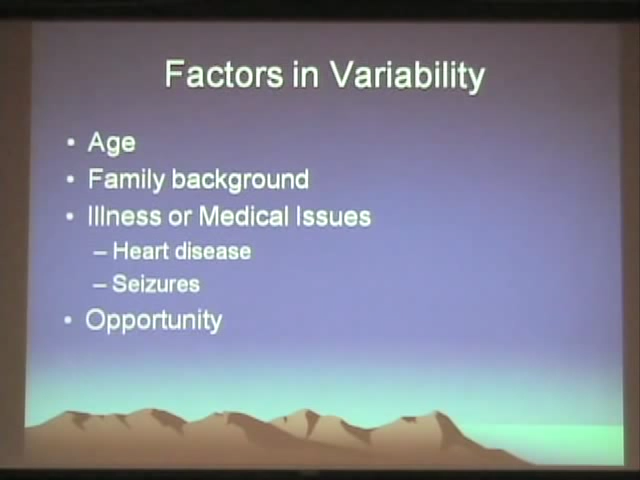 Factors in Variability
• Age
• Family background
• Illness or Medical Issues
– Heart disease
– Seizures
• Opportunity